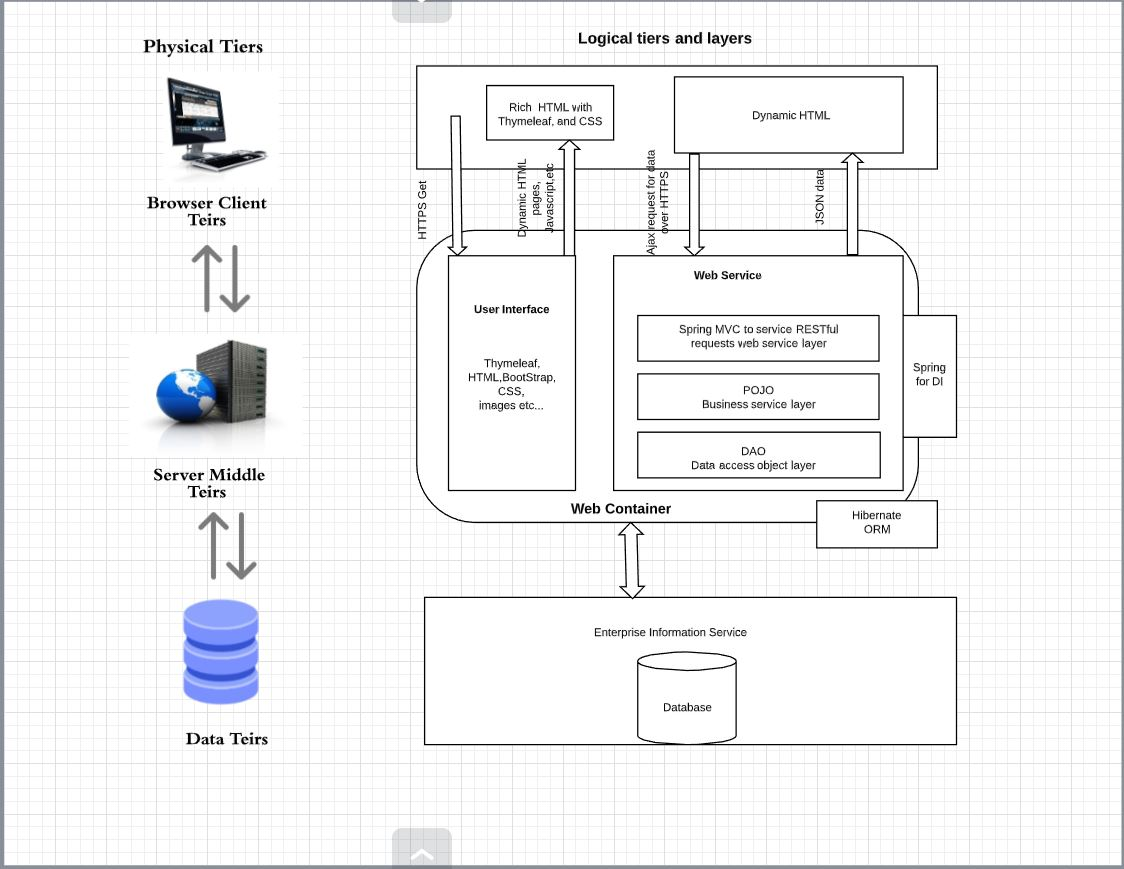 Physical Tiers
Browser Client
Teirs
Server Middle
Teirs
Data Teirs
Logical tiers and layers
Rich HTML with
Thymeleaf, and CSS
Dynamic HTML
HTTPS Get
Dynamic HTML
pages,
Javascript,etc
Ajax request for data
over HTTPS
JSON data
User Interface
Thymeleaf,
HTML,BootStrap,
CSS,
images etc...
Web Service
Spring MVC to service RESTful
requests web service layer
POJO
Business service layer
DAO
Data access object layer
Spring
for DI
Web Container
Hibernate
ORM
Enterprise Information Service
Database